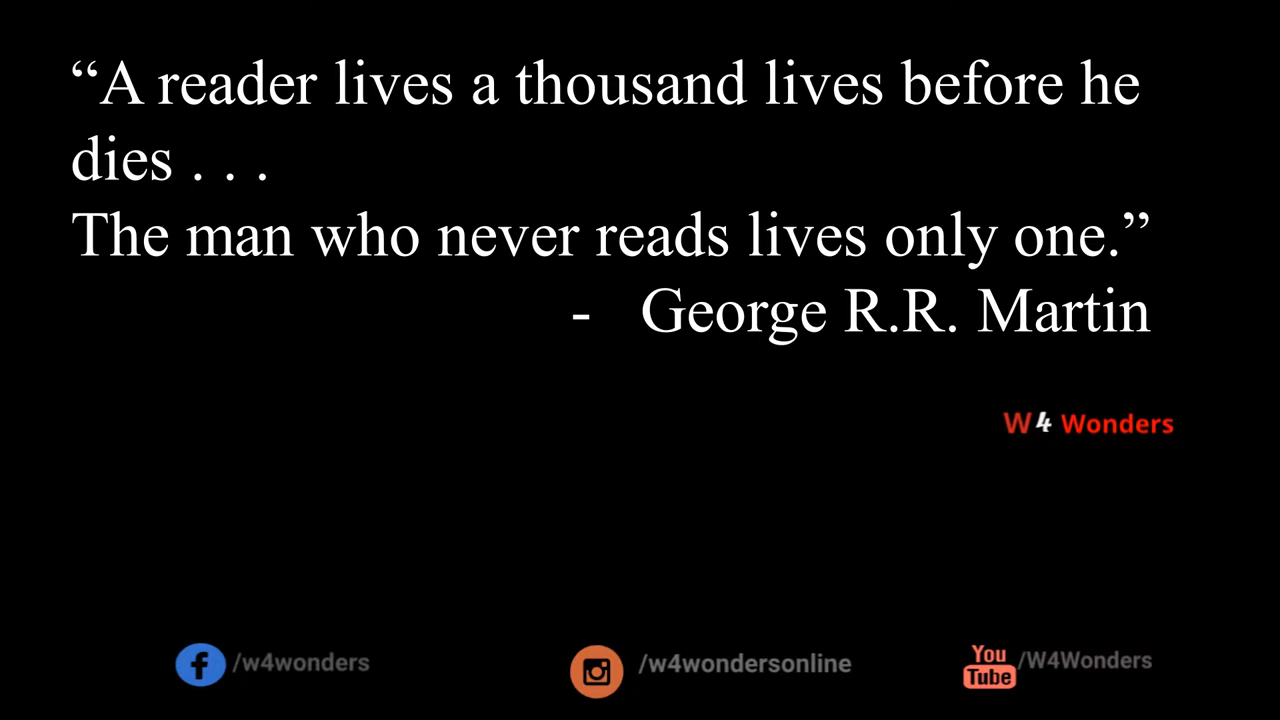 “A reader lives a thousand lives before he
dies . . .
The man who never reads lives only one.”
- George R.R. Martin
W4 Wonders
/w4wonders
/w4wondersonline
You
Tube
/W4Wonders